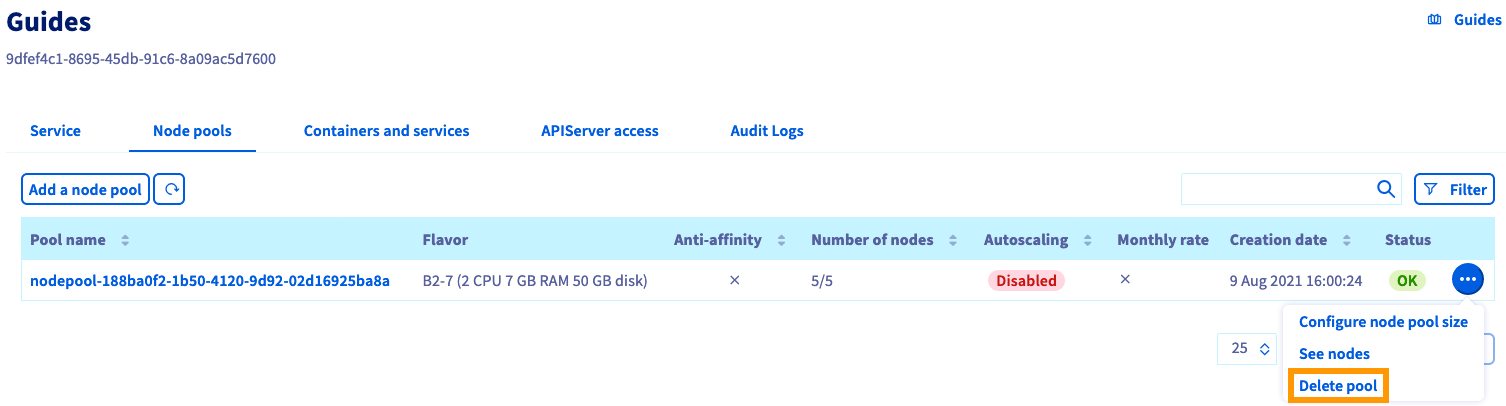 Guides
Guides
9dfef4c1-8695-45db-91c6-8a09ac5d7600
Service Node pools Containers and services APIServer access Audit Logs
Add a node pool
Filter
Pool name Flavor Anti-affinity Number of nodes Autoscaling Monthly rate Creation date Status
nodepool-188ba0f2-1b50-4120-9d92-02d16925ba8a B2-7 (2 CPU 7 GB RAM 50 GB disk) 5/5 Disabled 9 Aug 2021 16:00:24 OK
Configure node pool size
25
See nodes
Delete pool